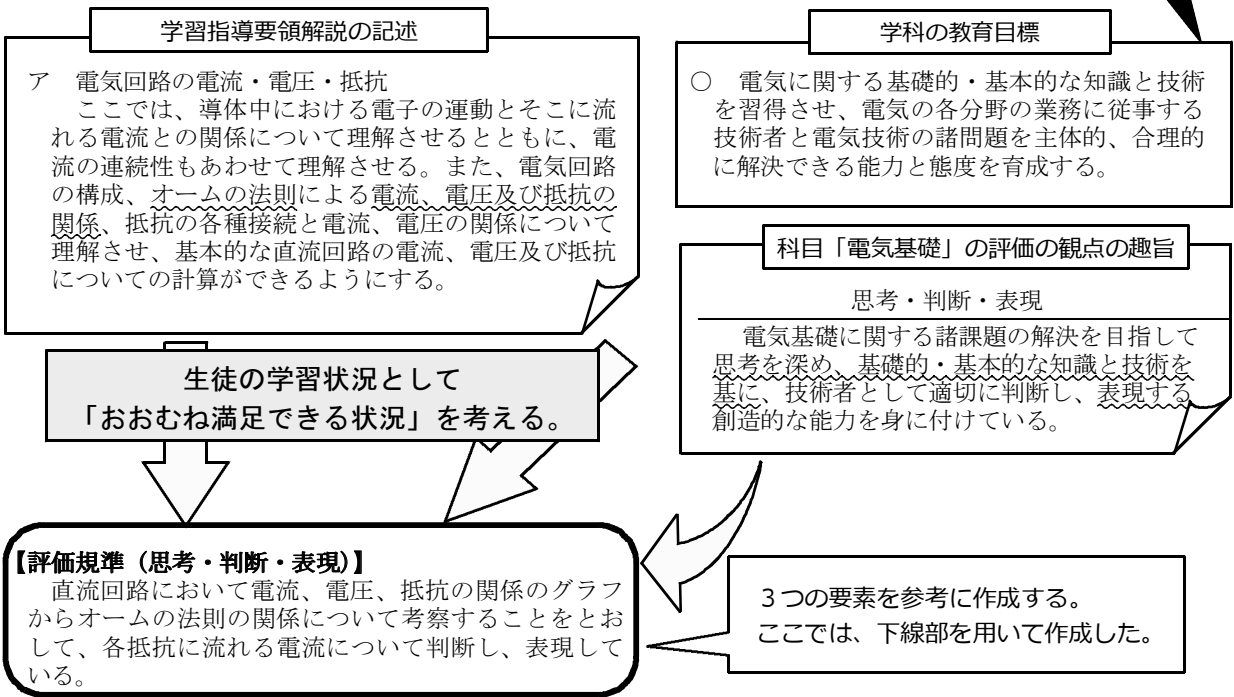 学習指導要領解説の記述
ア　電気回路の電流・電圧・抵抗
ここでは、導体中における電子の運動とそこに流
れる電流との関係について理解させるとともに、電
流の連続性もあわせて理解させる。また、電気回路
の構成、オームの法則による電流、電圧及び抵抗の
関係、抵抗の各種接続と電流、電圧の関係について
理解させ、基本的な直流回路の電流、電圧及び抵抗
についての計算ができるようにする。
学科の教育目標
○　電気に関する基礎的・基本的な知識と技術
を習得させ、電気の各分野の業務に従事する
技術者と電気技術の諸問題を主体的、合理的
に解決できる能力と態度を育成する。
科目「電気基礎」の評価の観点の趣旨
思考・判断・表現
電気基礎に関する諸課題の解決を目指して
思考を深め、基礎的・基本的な知識と技術を
基に、技術者として適切に判断し、表現する
創造的な能力を身に付けている。
生徒の学習状況として
「おおむね満足できる状況」を考える。
【評価規準（思考・判断・表現）】
直流回路において電流、電圧、抵抗の関係のグラフ
からオームの法則の関係について考察することをとお
して、各抵抗に流れる電流について判断し、表現して
いる。
３つの要素を参考に作成する。
ここでは、下線部を用いて作成した。